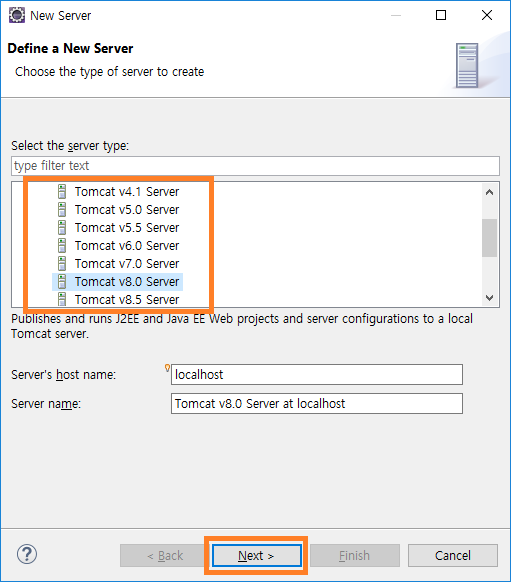 New Server
Define a New Server
Choose the type of server to create
Select the server type:
type filter text
Tomcat v4.1 Server
Tomcat v5.0 Server
Tomcat v5.5 Server
Tomcat v6.0 Server
Tomcat v7.0 Server
Tomcat v8.0 Server
Tomcat v8.5 Server
Publishes and runs J2EE and Java EE Web projects and server configurations to a local
Tomcat server.
Server's host name: localhost
Server name: Tomcat v8.0 Server at localhost
? < Back Next > Finish Cancel